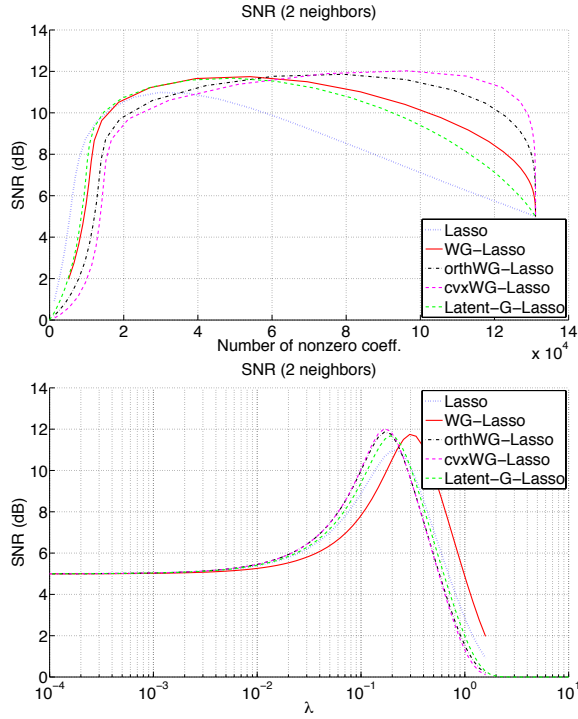 SNR (2 neighbors)
14
12
10
8
6
4
2
0
SNR (dB)
Lasso
WG-Lasso
orthWG-Lasso
cvxWG-Lasso
Latent-G-Lasso
0 2 4 6 8 10 12 14
Number of nonzero coeff.
x 10^4
SNR (2 neighbors)
14
12
10
8
6
4
2
0
SNR (dB)
Lasso
WG-Lasso
orthWG-Lasso
cvxWG-Lasso
Latent-G-Lasso
10^-4 10^-3 10^-2 10^-1 10^0 10^1
λ